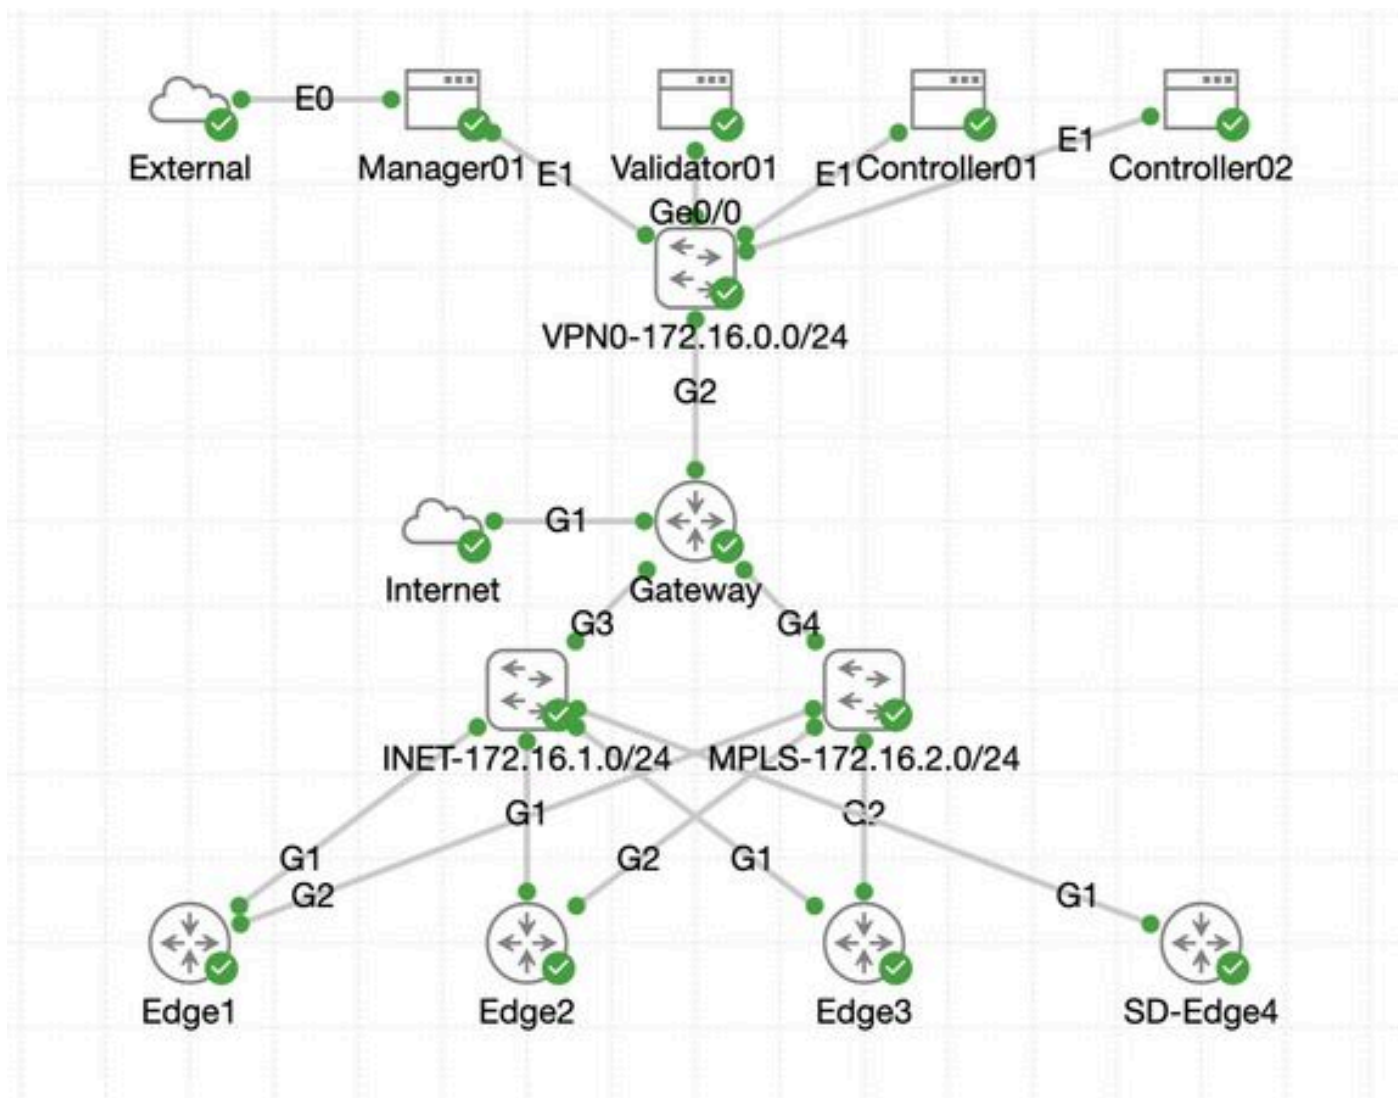 E0
External
Manager01
Validator01
Controller01
Controller02
E1
E1
E1
Ge0/0
VPN0-172.16.0.0/24
G2
G1
Internet
Gateway
G3
G4
INET-172.16.1.0/24
MPLS-172.16.2.0/24
G1
G2
G1
G2
G1
G2
G1
Edge1
Edge2
Edge3
SD-Edge4